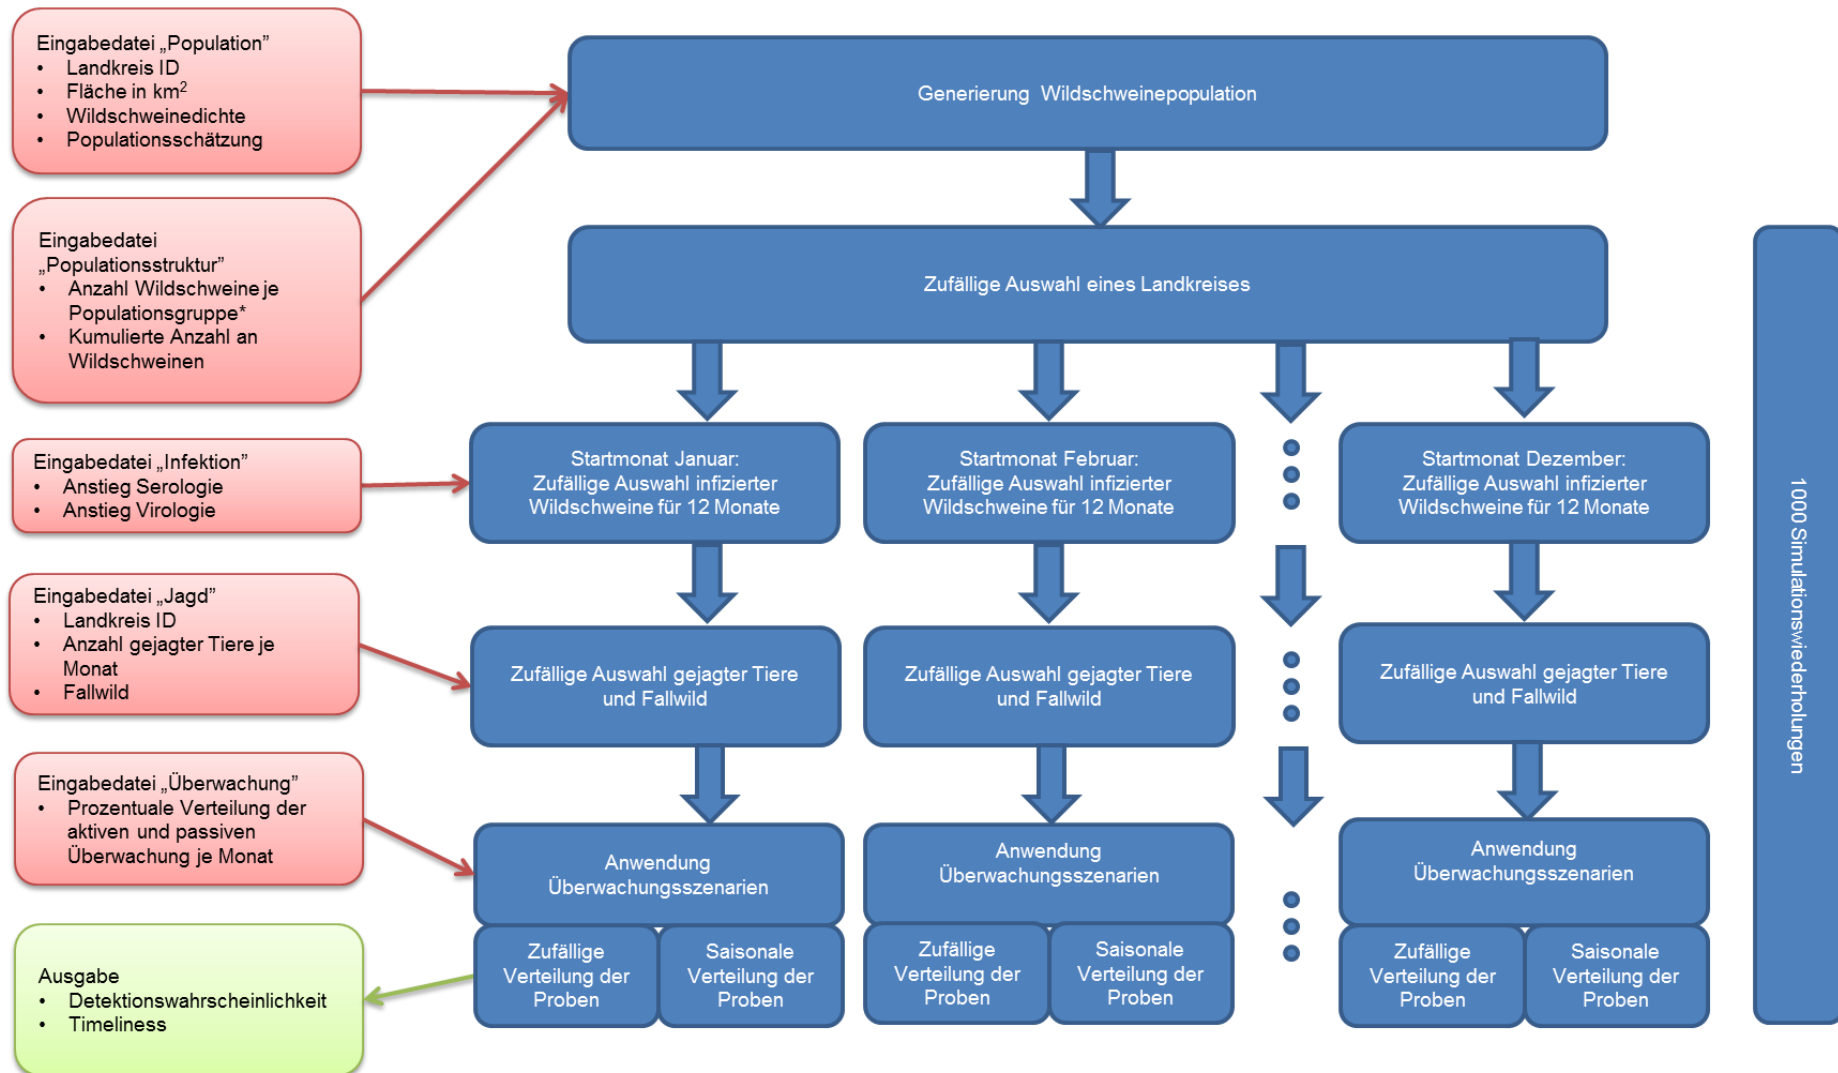 Eingabedatei „Population”
• Landkreis ID
• Fläche in km²
• Wildschweinedichte
• Populationsschätzung
Generierung Wildschweinepopulation
Eingabedatei
„Populationsstruktur”
• Anzahl Wildschweine je
Populationsgruppe*
• Kumulierte Anzahl an
Wildschweinen
Zufällige Auswahl eines Landkreises
Eingabedatei „Infektion”
• Anstieg Serologie
• Anstieg Virologie
Startmonat Januar:
Zufällige Auswahl infizierter
Wildschweine für 12 Monate
Startmonat Februar:
Zufällige Auswahl infizierter
Wildschweine für 12 Monate
Startmonat Dezember:
Zufällige Auswahl infizierter
Wildschweine für 12 Monate
Eingabedatei „Jagd”
• Landkreis ID
• Anzahl gejagter Tiere je
Monat
• Fallwild
Zufällige Auswahl gejagter Tiere
und Fallwild
Zufällige Auswahl gejagter Tiere
und Fallwild
Zufällige Auswahl gejagter Tiere
und Fallwild
Eingabedatei „Überwachung”
• Prozentuale Verteilung der
aktiven und passiven
Überwachung je Monat
Anwendung
Überwachungsszenarien
Anwendung
Überwachungsszenarien
Anwendung
Überwachungsszenarien
Ausgabe
• Detektionswahrscheinlichkeit
• Timeliness
Zufällige
Verteilung der
Proben
Saisonale
Verteilung der
Proben
Zufällige
Verteilung der
Proben
Saisonale
Verteilung der
Proben
Zufällige
Verteilung der
Proben
Saisonale
Verteilung der
Proben
1000 Simulationswiederholungen